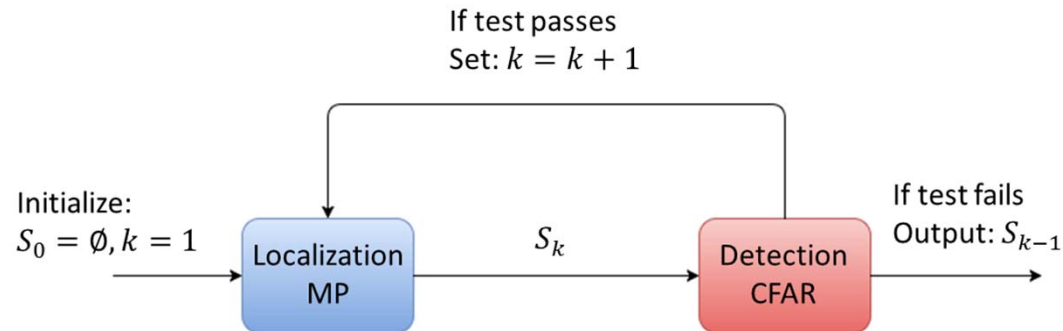 If test passes
Set: k = k + 1
Initialize:
S₀ = ∅, k = 1
Localization
MP
Sₖ
Detection
CFAR
If test fails
Output: Sₖ₋₁